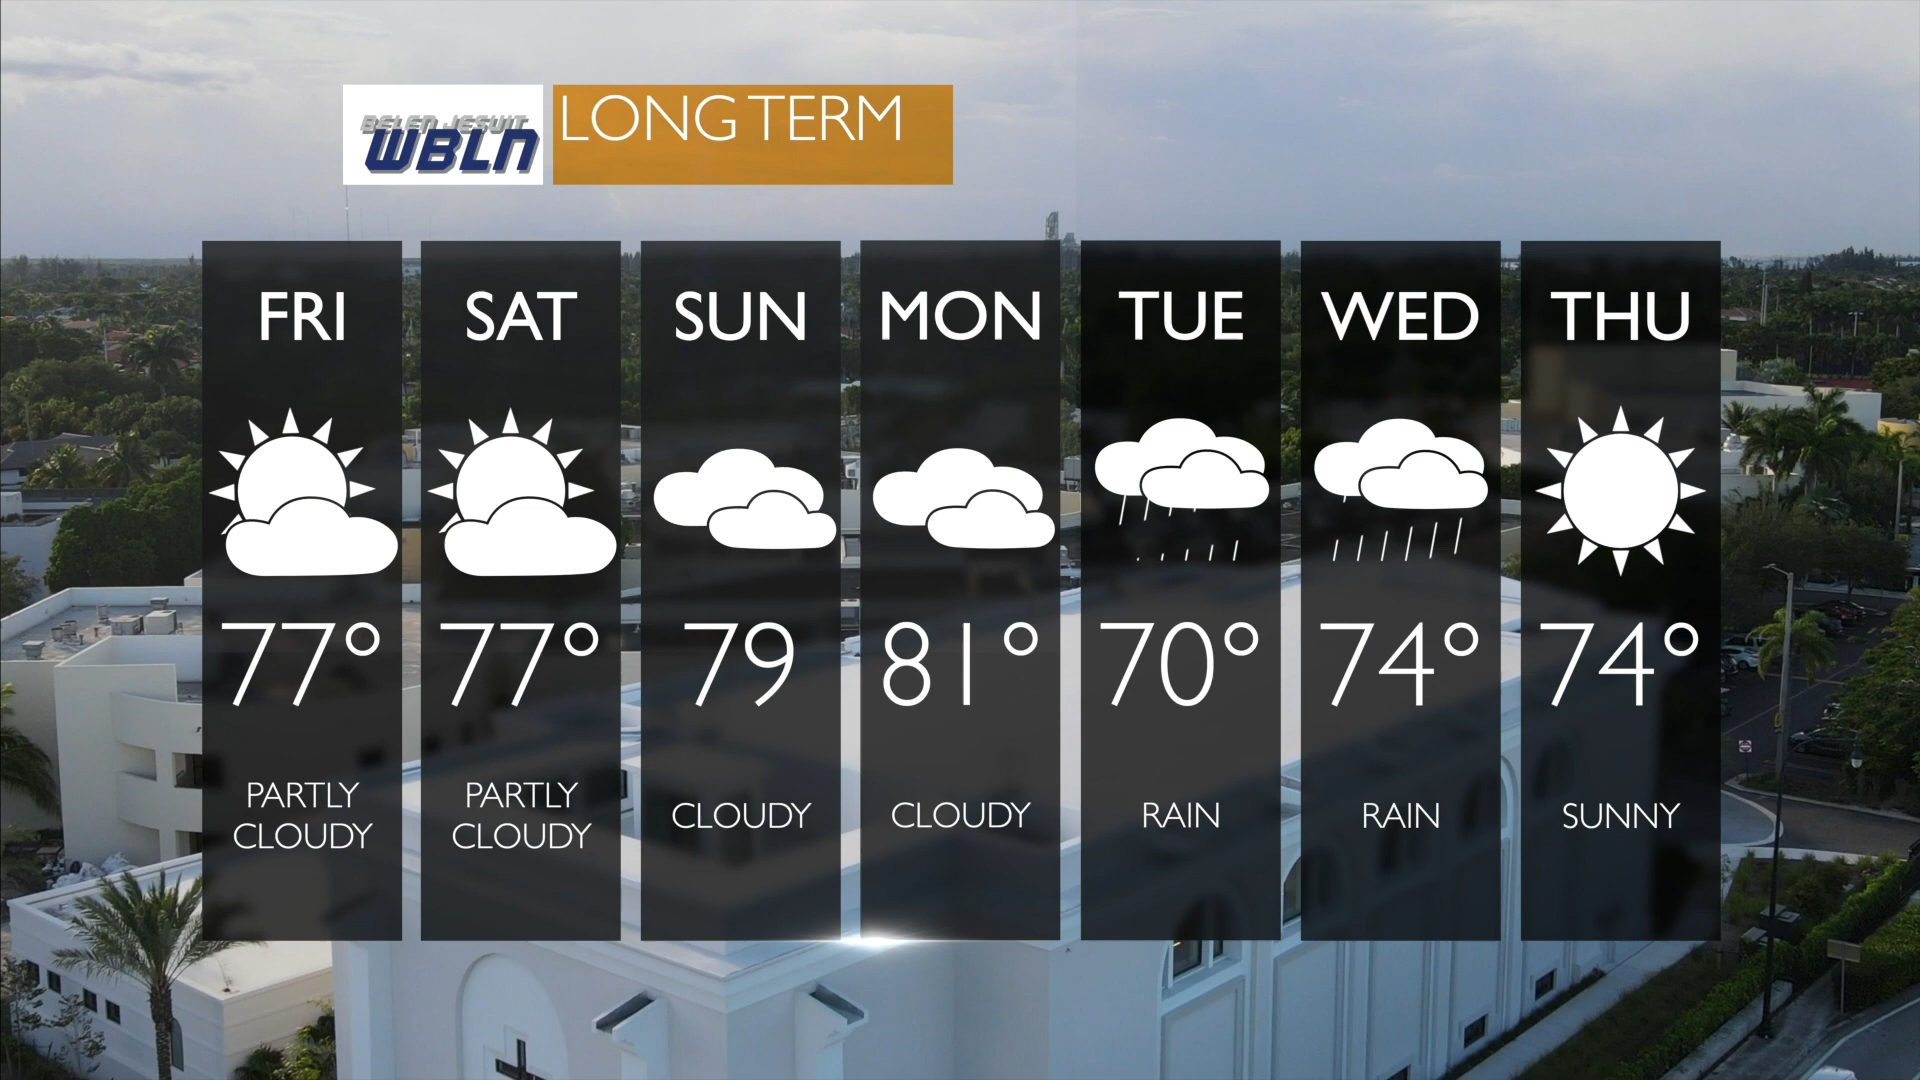 BELEN JESUIT
WBLN
LONG TERM
FRI
77°
PARTLY
CLOUDY
SAT
77°
PARTLY
CLOUDY
SUN
79
CLOUDY
MON
81°
CLOUDY
TUE
70°
RAIN
WED
74°
RAIN
THU
74°
SUNNY